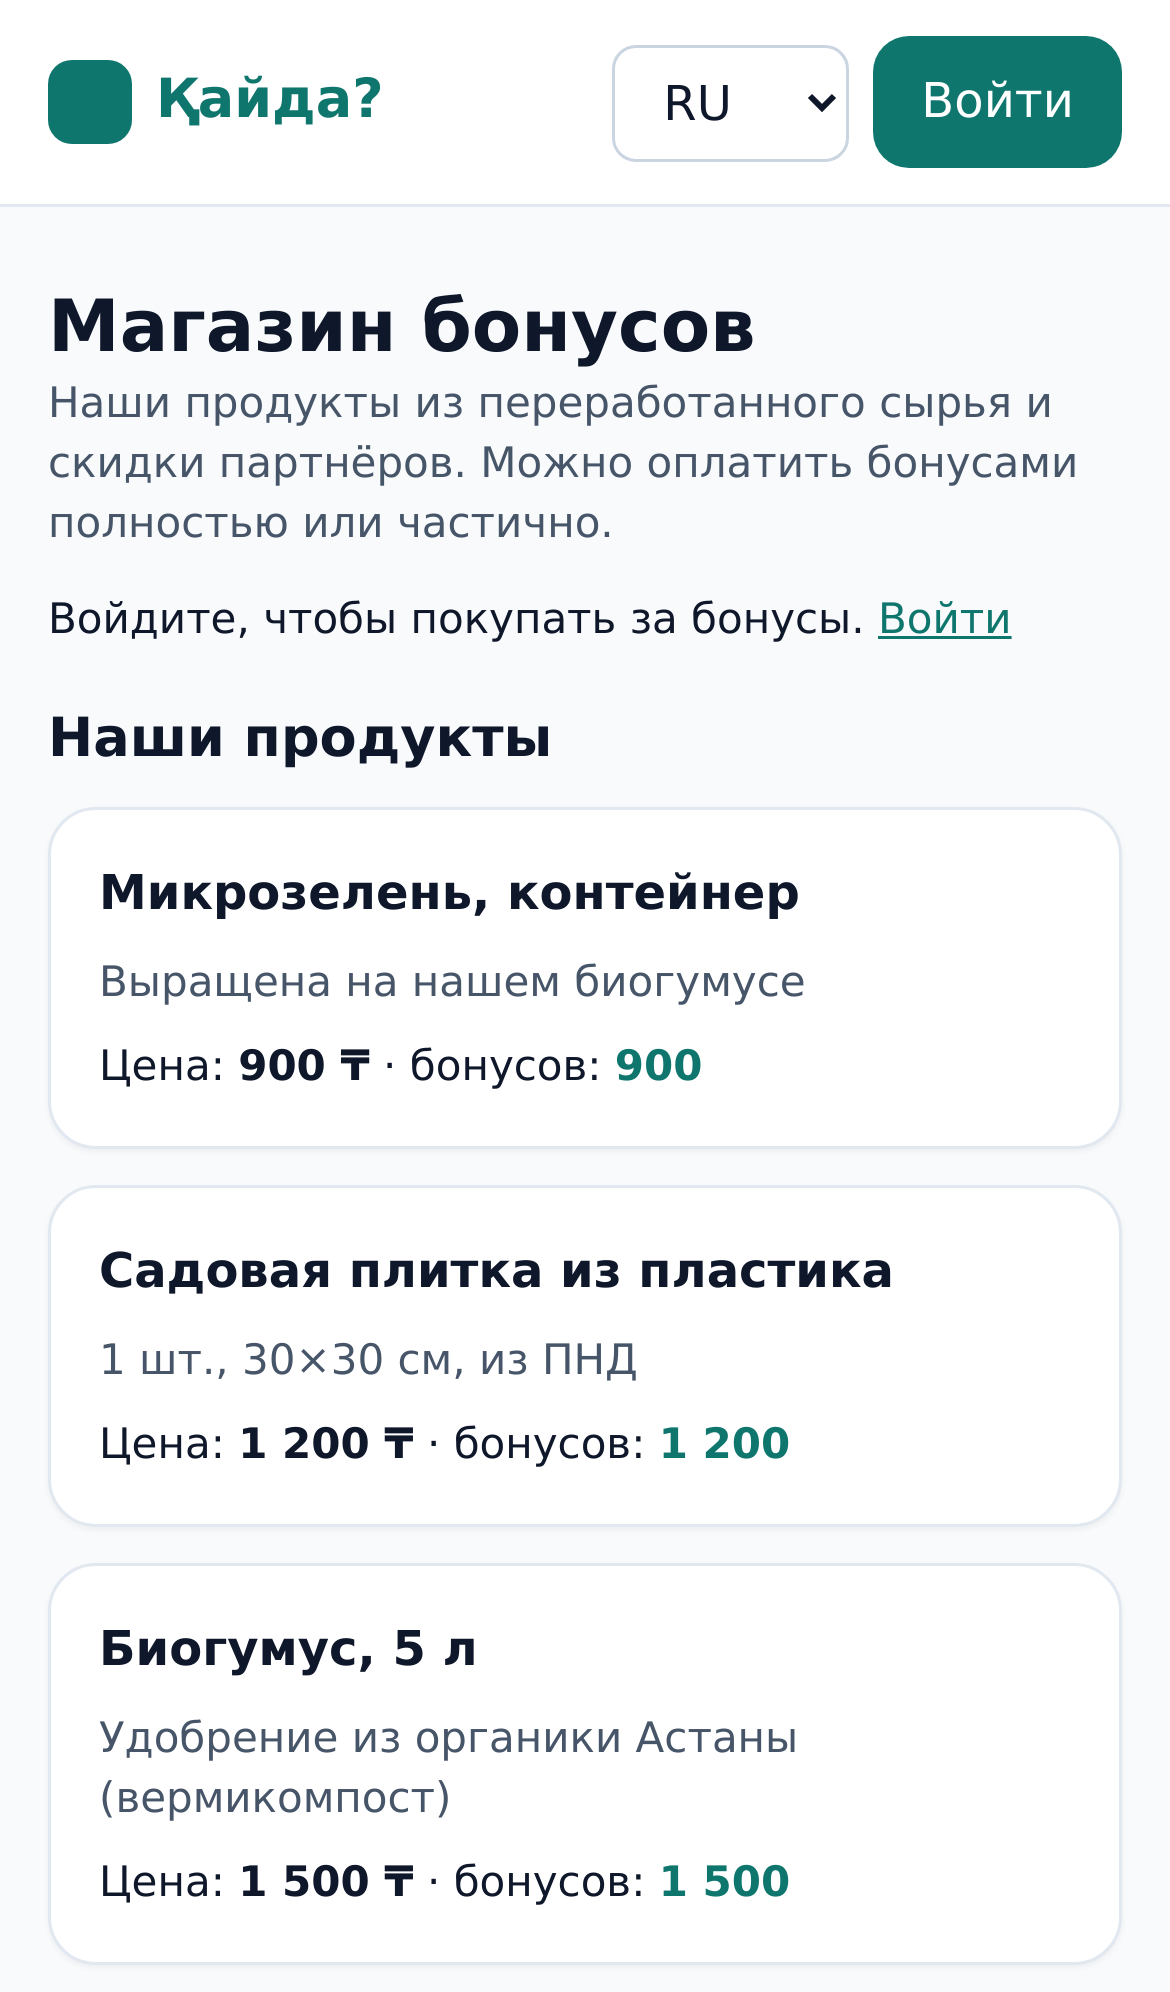 Қайда?
RU
Войти
Магазин бонусов
Наши продукты из переработанного сырья и
скидки партнёров. Можно оплатить бонусами
полностью или частично.
Войдите, чтобы покупать за бонусы. Войти
Наши продукты
Микрозелень, контейнер
Выращена на нашем биогумусе
Цена: 900 ₸ · бонусов: 900
Садовая плитка из пластика
1 шт., 30×30 см, из ПНД
Цена: 1 200 ₸ · бонусов: 1 200
Биогумус, 5 л
Удобрение из органики Астаны
(вермикомпост)
Цена: 1 500 ₸ · бонусов: 1 500